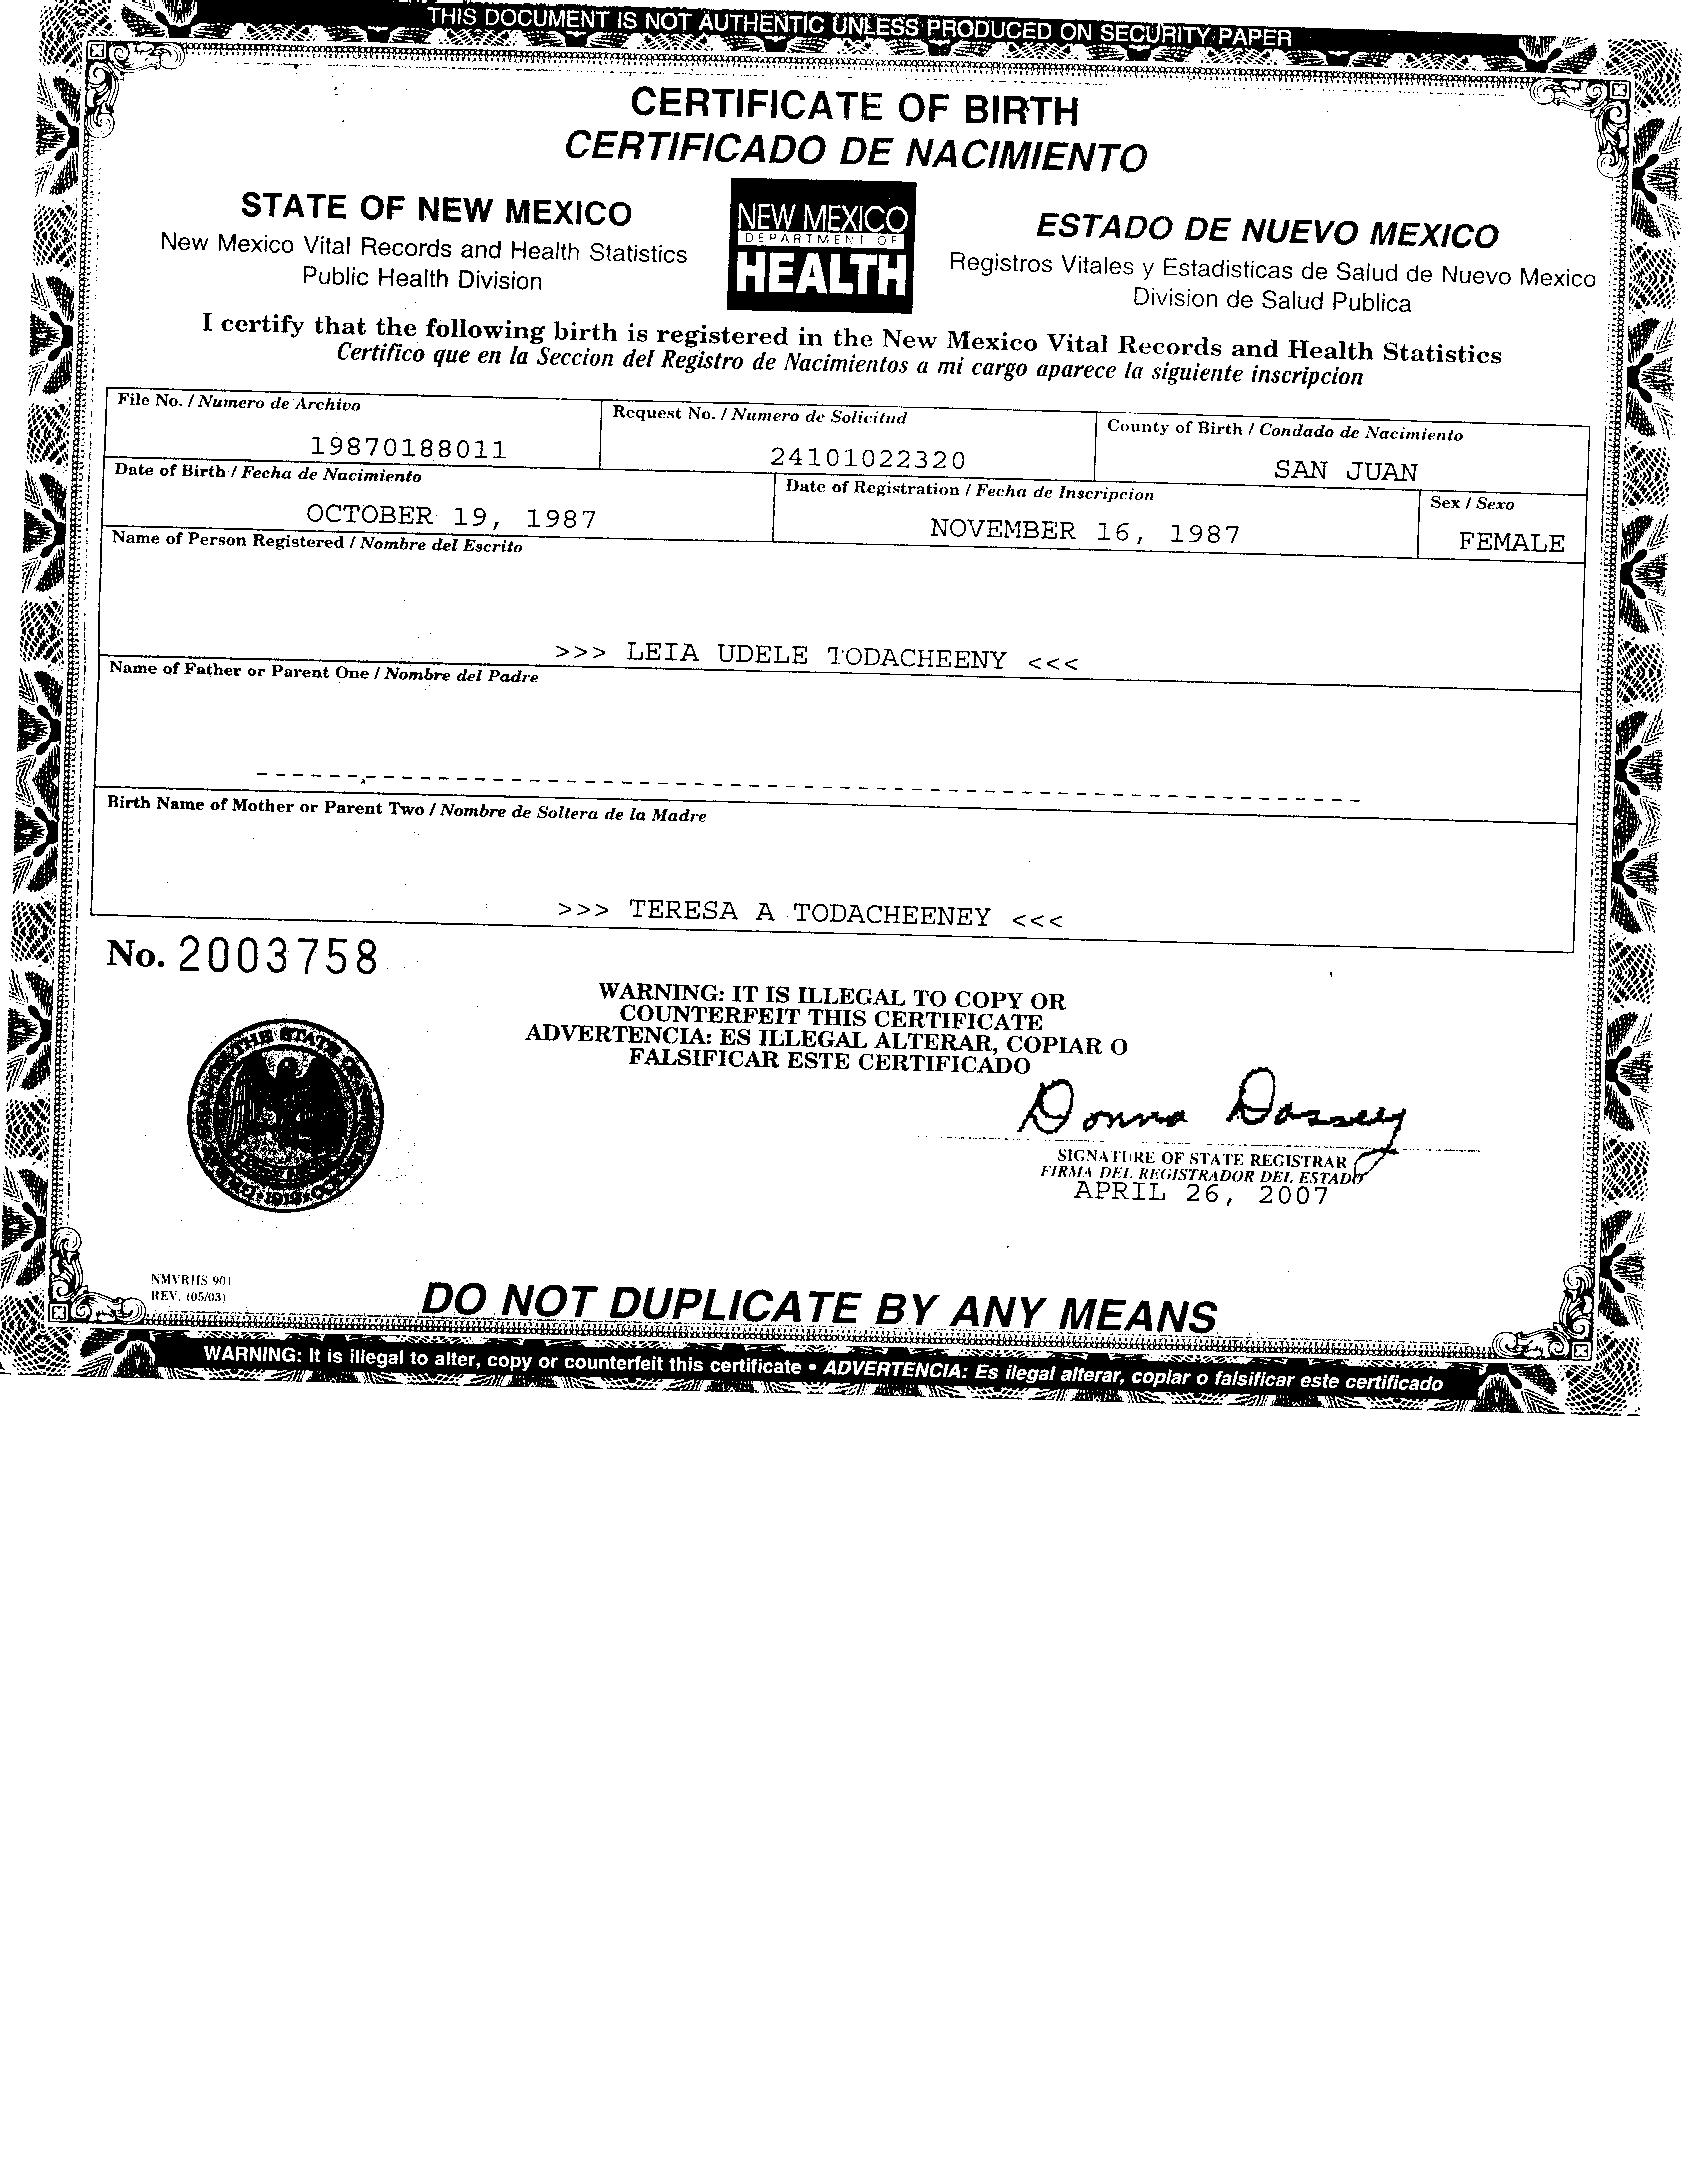 THIS DOCUMENT IS NOT AUTHENTIC UNLESS PRODUCED ON SECURITY PAPER
CERTIFICATE OF BIRTH
CERTIFICADO DE NACIMIENTO
STATE OF NEW MEXICO
New Mexico Vital Records and Health Statistics
Public Health Division
NEW MEXICO
DEPARTMENT OF
HEALTH
ESTADO DE NUEVO MEXICO
Registros Vitales y Estadisticas de Salud de Nuevo Mexico
Division de Salud Publica
I certify that the following birth is registered in the New Mexico Vital Records and Health Statistics
Certifico que en la Seccion del Registro de Nacimientos a mi cargo aparece la siguiente inscripcion
File No. / Numero de Archivo
19870188011
Request No. / Numero de Solicitud
24101022320
County of Birth / Condado de Nacimiento
SAN JUAN
Date of Birth / Fecha de Nacimiento
OCTOBER 19, 1987
Date of Registration / Fecha de Inscripcion
NOVEMBER 16, 1987
Sex / Sexo
FEMALE
Name of Person Registered / Nombre del Escrito
>>> LEIA UDELE TODACHEENY <<<
Name of Father or Parent One / Nombre del Padre
Birth Name of Mother or Parent Two / Nombre de Soltera de la Madre
>>> TERESA A TODACHEENEY <<<
No. 2003758
WARNING: IT IS ILLEGAL TO COPY OR
COUNTERFEIT THIS CERTIFICATE
ADVERTENCIA: ES ILLEGAL ALTERAR, COPIAR O
FALSIFICAR ESTE CERTIFICADO
SIGNATURE OF STATE REGISTRAR
FIRMA DEL REGISTRADOR DEL ESTADO
APRIL 26, 2007
NMVRHS 901
REV. (05/03)
DO NOT DUPLICATE BY ANY MEANS
WARNING: It is illegal to alter, copy or counterfeit this certificate • ADVERTENCIA: Es ilegal alterar, copiar o falsificar este certificado